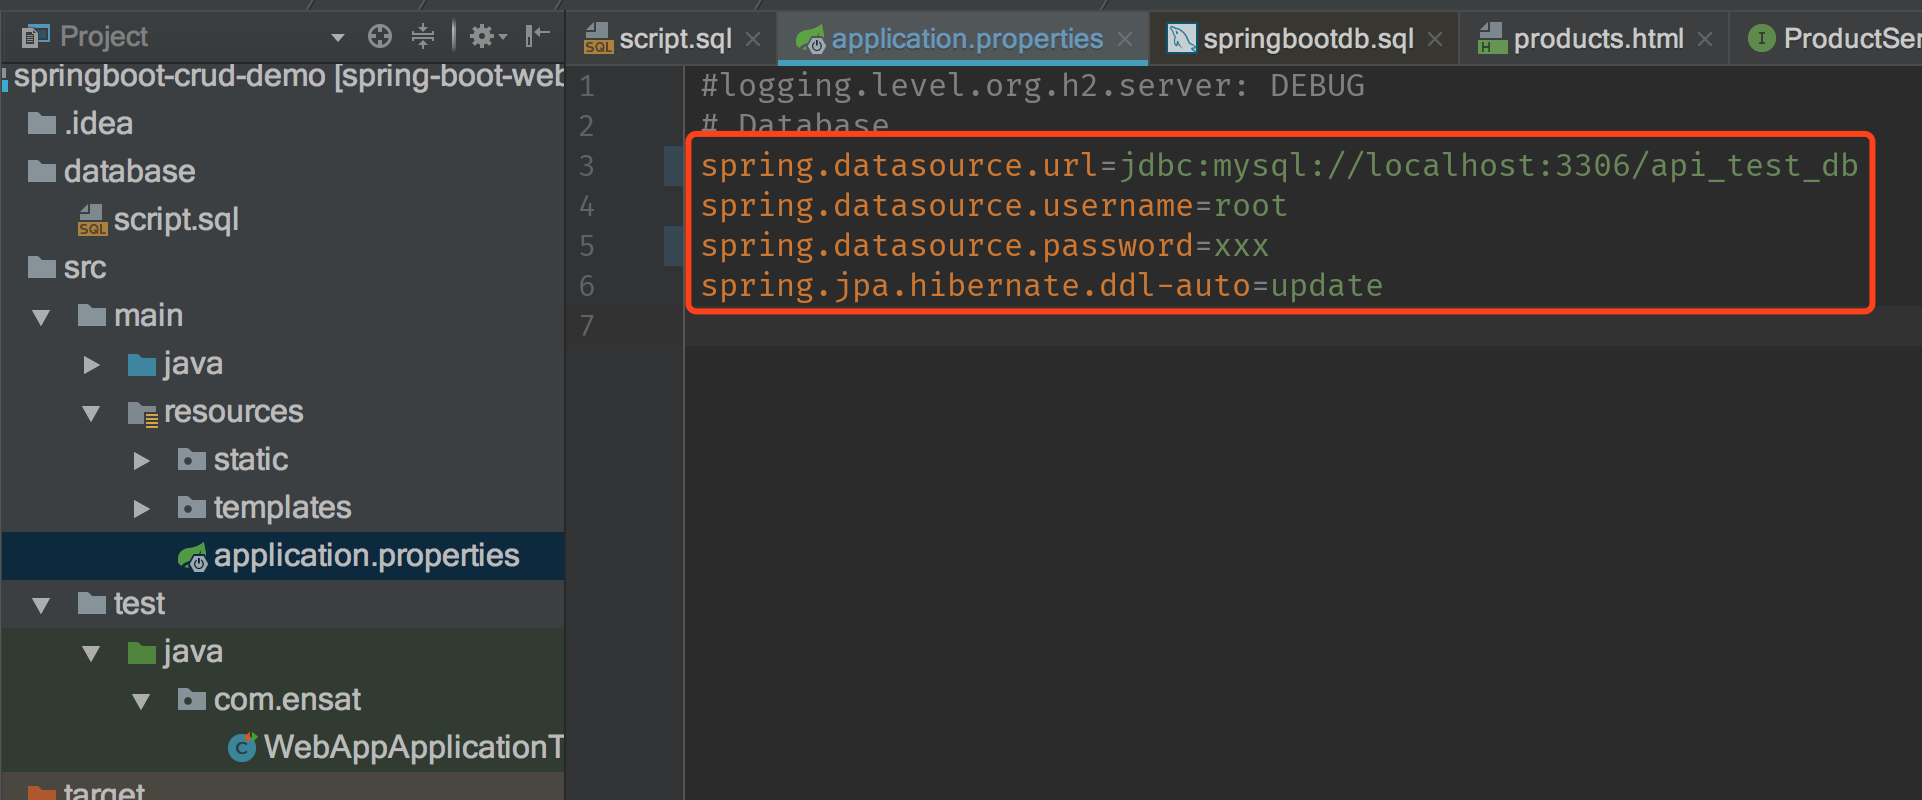 Project
springboot-crud-demo [spring-boot-web
.idea
database
SQL script.sql
src
main
java
resources
static
templates
application.properties
test
java
com.ensat
C WebAppApplicationT
target
SQL script.sql
application.properties
springbootdb.sql
H products.html
I ProductSer
1 #logging.level.org.h2.server: DEBUG
2 # Database
3 spring.datasource.url=jdbc:mysql://localhost:3306/api_test_db
4 spring.datasource.username=root
5 spring.datasource.password=xxx
6 spring.jpa.hibernate.ddl-auto=update
7